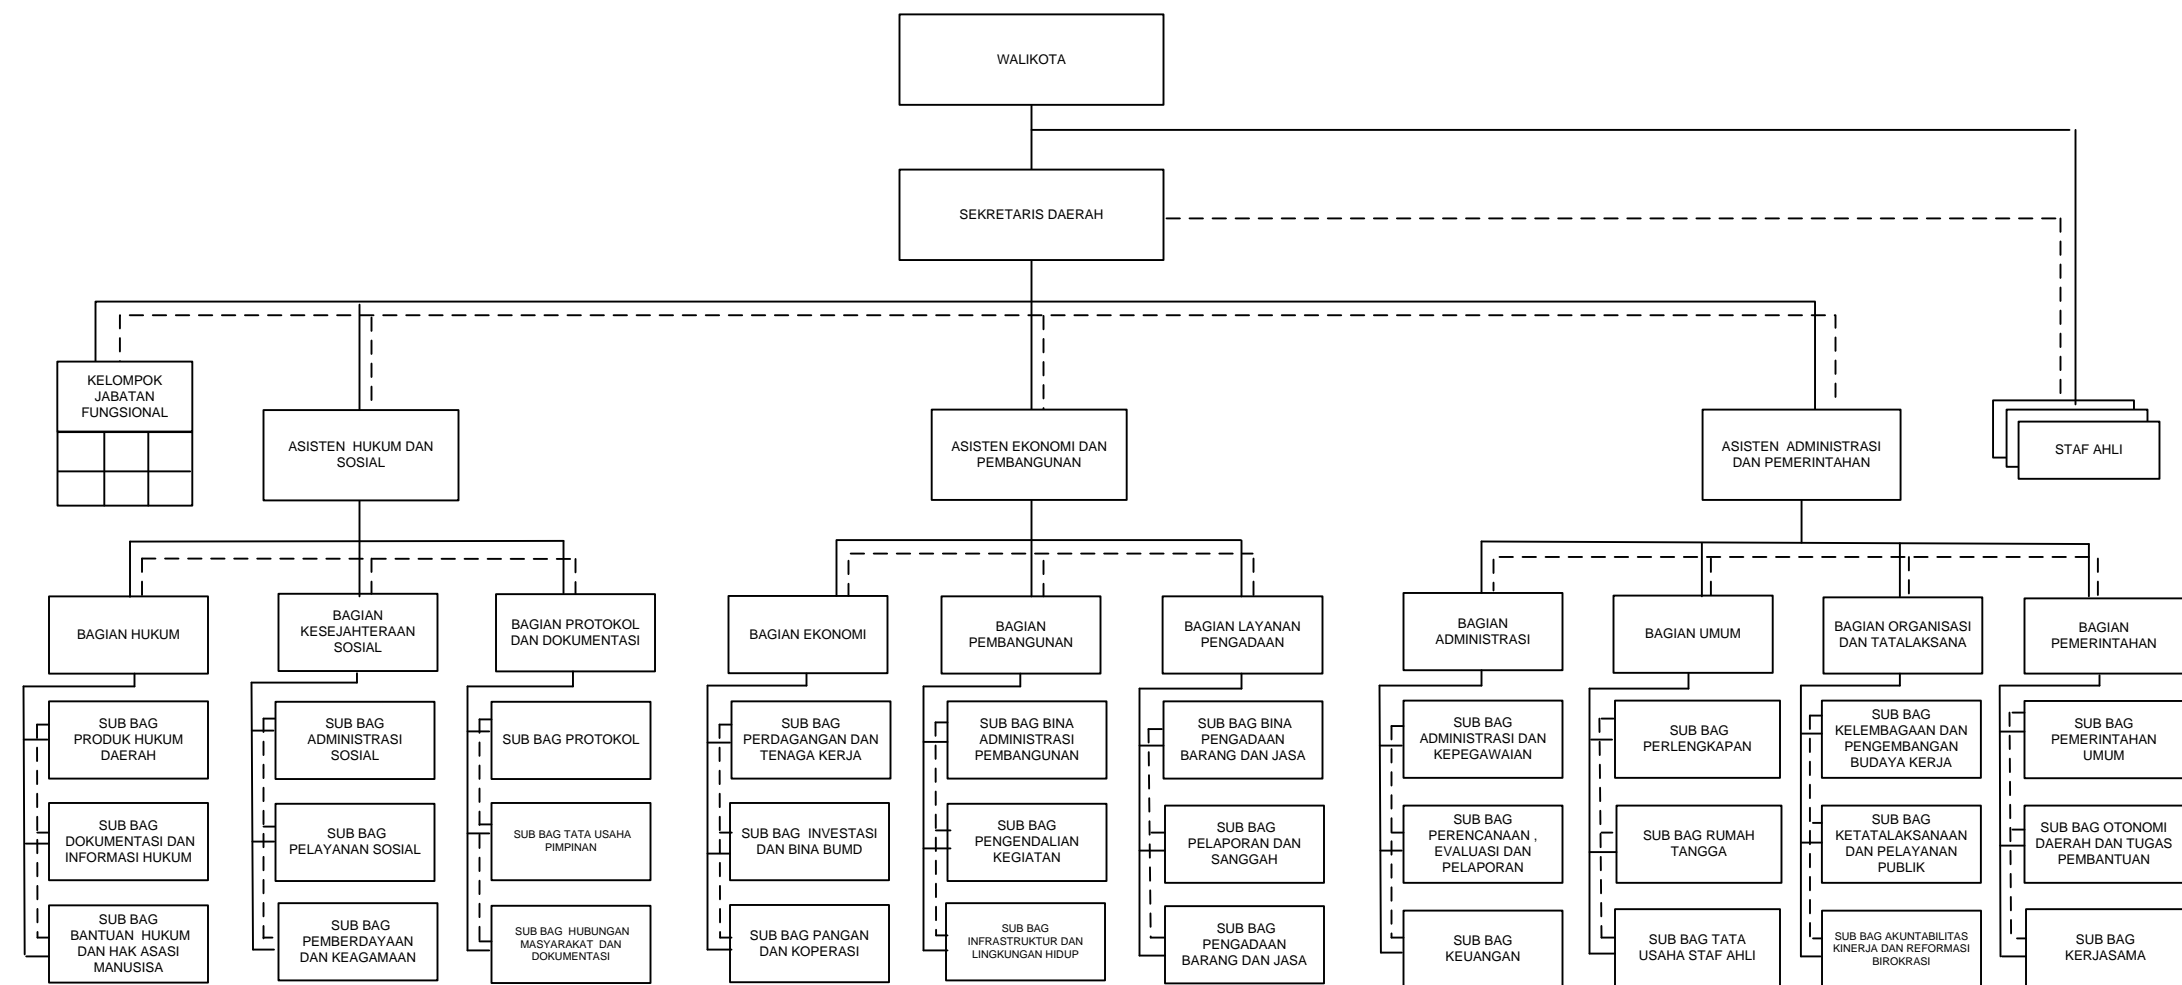 WALIKOTA
SEKRETARIS DAERAH
KELOMPOK
JABATAN
FUNGSIONAL
ASISTEN HUKUM DAN
SOSIAL
ASISTEN EKONOMI DAN
PEMBANGUNAN
ASISTEN ADMINISTRASI
DAN PEMERINTAHAN
STAF AHLI
BAGIAN HUKUM
BAGIAN
KESEJAHTERAAN
SOSIAL
BAGIAN PROTOKOL
DAN DOKUMENTASI
BAGIAN EKONOMI
BAGIAN
PEMBANGUNAN
BAGIAN LAYANAN
PENGADAAN
BAGIAN
ADMINISTRASI
BAGIAN UMUM
BAGIAN ORGANISASI
DAN TATALAKSANA
BAGIAN
PEMERINTAHAN
SUB BAG
PRODUK HUKUM
DAERAH
SUB BAG
ADMINISTRASI
SOSIAL
SUB BAG PROTOKOL
SUB BAG
PERDAGANGAN DAN
TENAGA KERJA
SUB BAG BINA
ADMINISTRASI
PEMBANGUNAN
SUB BAG BINA
PENGADAAN
BARANG DAN JASA
SUB BAG
ADMINISTRASI DAN
KEPEGAWAIAN
SUB BAG
PERLENGKAPAN
SUB BAG
KELEMBAGAAN DAN
PENGEMBANGAN
BUDAYA KERJA
SUB BAG
PEMERINTAHAN
UMUM
SUB BAG
DOKUMENTASI DAN
INFORMASI HUKUM
SUB BAG
PELAYANAN SOSIAL
SUB BAG TATA USAHA
PIMPINAN
SUB BAG INVESTASI
DAN BINA BUMD
SUB BAG
PENGENDALIAN
KEGIATAN
SUB BAG
PELAPORAN DAN
SANGGAH
SUB BAG
PERENCANAAN ,
EVALUASI DAN
PELAPORAN
SUB BAG RUMAH
TANGGA
SUB BAG
KETATALAKSANAAN
DAN PELAYANAN
PUBLIK
SUB BAG OTONOMI
DAERAH DAN TUGAS
PEMBANTUAN
SUB BAG
BANTUAN HUKUM
DAN HAK ASASI
MANUSISA
SUB BAG
PEMBERDAYAAN
DAN KEAGAMAAN
SUB BAG HUBUNGAN
MASYARAKAT DAN
DOKUMENTASI
SUB BAG PANGAN
DAN KOPERASI
SUB BAG
INFRASTRUKTUR DAN
LINGKUNGAN HIDUP
SUB BAG
PENGADAAN
BARANG DAN JASA
SUB BAG
KEUANGAN
SUB BAG TATA
USAHA STAF AHLI
SUB BAG AKUNTABILITAS
KINERJA DAN REFORMASI
BIROKRASI
SUB BAG
KERJASAMA